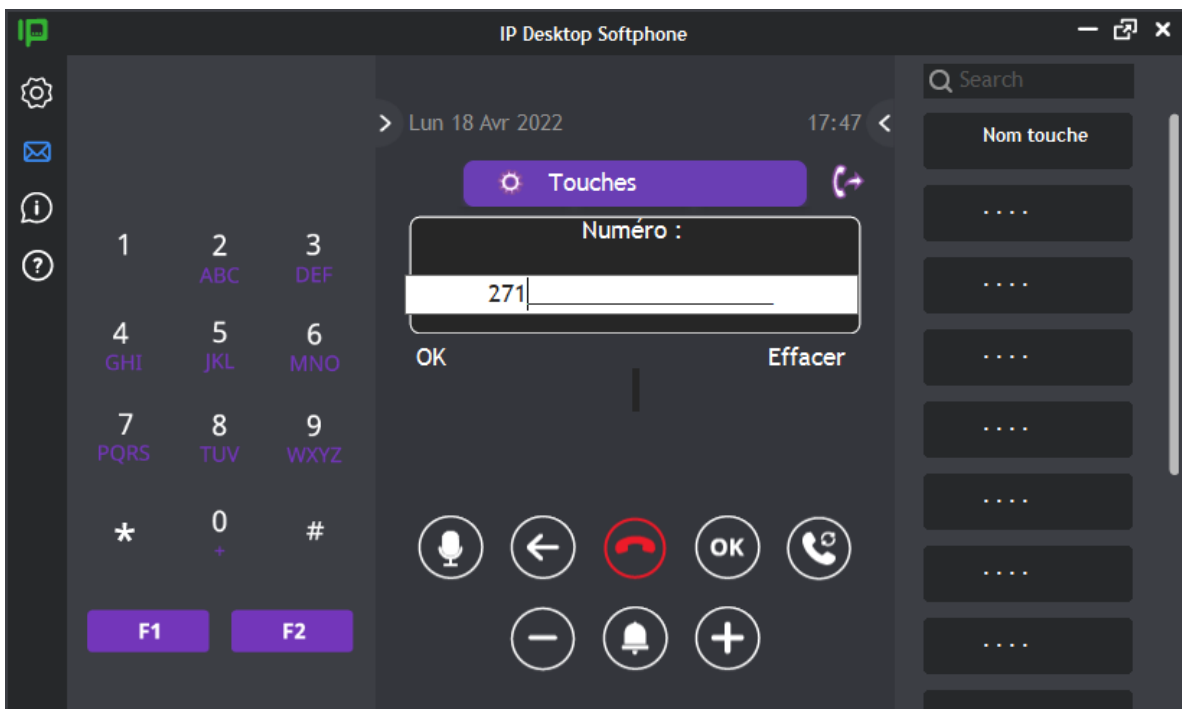 IP
IP Desktop Softphone
Search
Lun 18 Avr 2022
17:47
Nom touche
Touches
. . . .
Numéro :
1
2
3
ABC
DEF
. . . .
271
4
5
6
GHI
JKL
MNO
OK
Effacer
. . . .
7
8
9
PQRS
TUV
WXYZ
. . . .
. . . .
*
0
#
+
OK
. . . .
F1
F2
. . . .